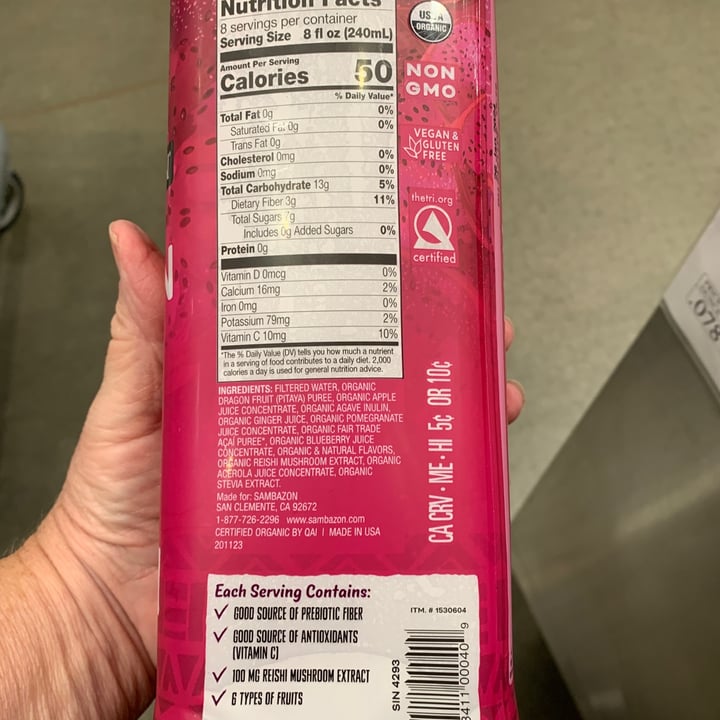 Nutrition Facts
8 servings per container
Serving Size 8 fl oz (240mL)
Amount Per Serving
Calories 50
% Daily Value*
Total Fat 0g 0%
Saturated Fat 0g 0%
Trans Fat 0g
Cholesterol 0mg 0%
Sodium 0mg 0%
Total Carbohydrate 13g 5%
Dietary Fiber 3g 11%
Total Sugars g
Includes 0g Added Sugars 0%
Protein 0g
Vitamin D 0mcg 0%
Calcium 16mg 2%
Iron 0mg 0%
Potassium 79mg 2%
Vitamin C 10mg 10%
*The % Daily Value (DV) tells you how much a nutrient
in a serving of food contributes to a daily diet. 2,000
calories a day is used for general nutrition advice.
INGREDIENTS: FILTERED WATER, ORGANIC
DRAGON FRUIT (PITAYA) PUREE, ORGANIC APPLE
JUICE CONCENTRATE, ORGANIC AGAVE INULIN,
ORGANIC GINGER JUICE, ORGANIC POMEGRANATE
JUICE CONCENTRATE, ORGANIC FAIR TRADE
AÇAÍ PUREE*, ORGANIC BLUEBERRY JUICE
CONCENTRATE, ORGANIC & NATURAL FLAVORS,
ORGANIC REISHI MUSHROOM EXTRACT, ORGANIC
ACEROLA JUICE CONCENTRATE, ORGANIC
STEVIA EXTRACT.
Made for: SAMBAZON
SAN CLEMENTE, CA 92672
1-877-726-2296 www.sambazon.com
CERTIFIED ORGANIC BY QAI | MADE IN USA
201123
USDA
ORGANIC
NON
GMO
VEGAN &
GLUTEN
FREE
thetri.org
certified
CA CRV • ME • HI 5¢ OR 10¢
Each Serving Contains:
✓ GOOD SOURCE OF PREBIOTIC FIBER
✓ GOOD SOURCE OF ANTIOXIDANTS
(VITAMIN C)
✓ 100 MG REISHI MUSHROOM EXTRACT
✓ 6 TYPES OF FRUITS
ITM. # 1530604
SIN 4293
8411 00040 9
078